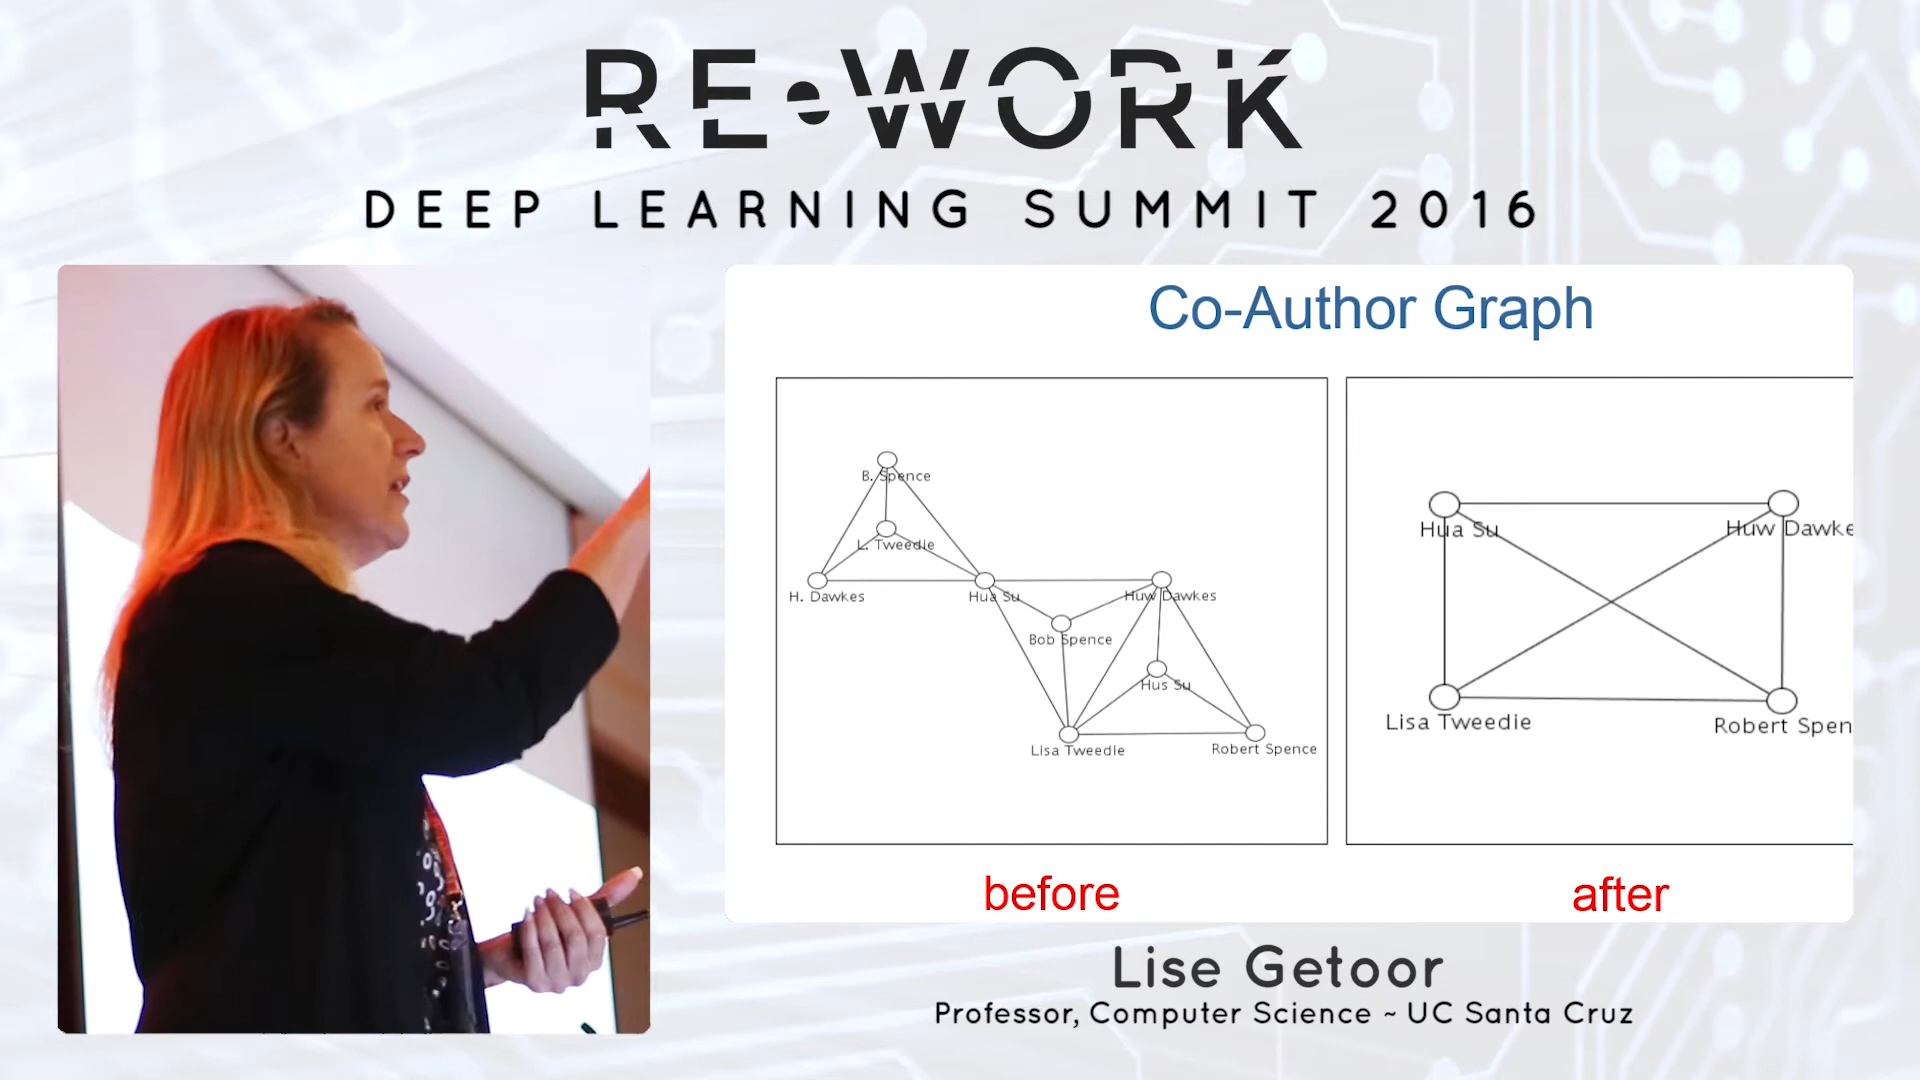 RE•WORK
DEEP LEARNING SUMMIT 2016
Co-Author Graph
B. Spence
L. Tweedie
H. Dawkes
Hua Su
Huw Dawkes
Bob Spence
Hus Su
Lisa Tweedie
Robert Spence
before
Hua Su
Huw Dawke
Lisa Tweedie
Robert Spen
after
Lise Getoor
Professor, Computer Science ~ UC Santa Cruz